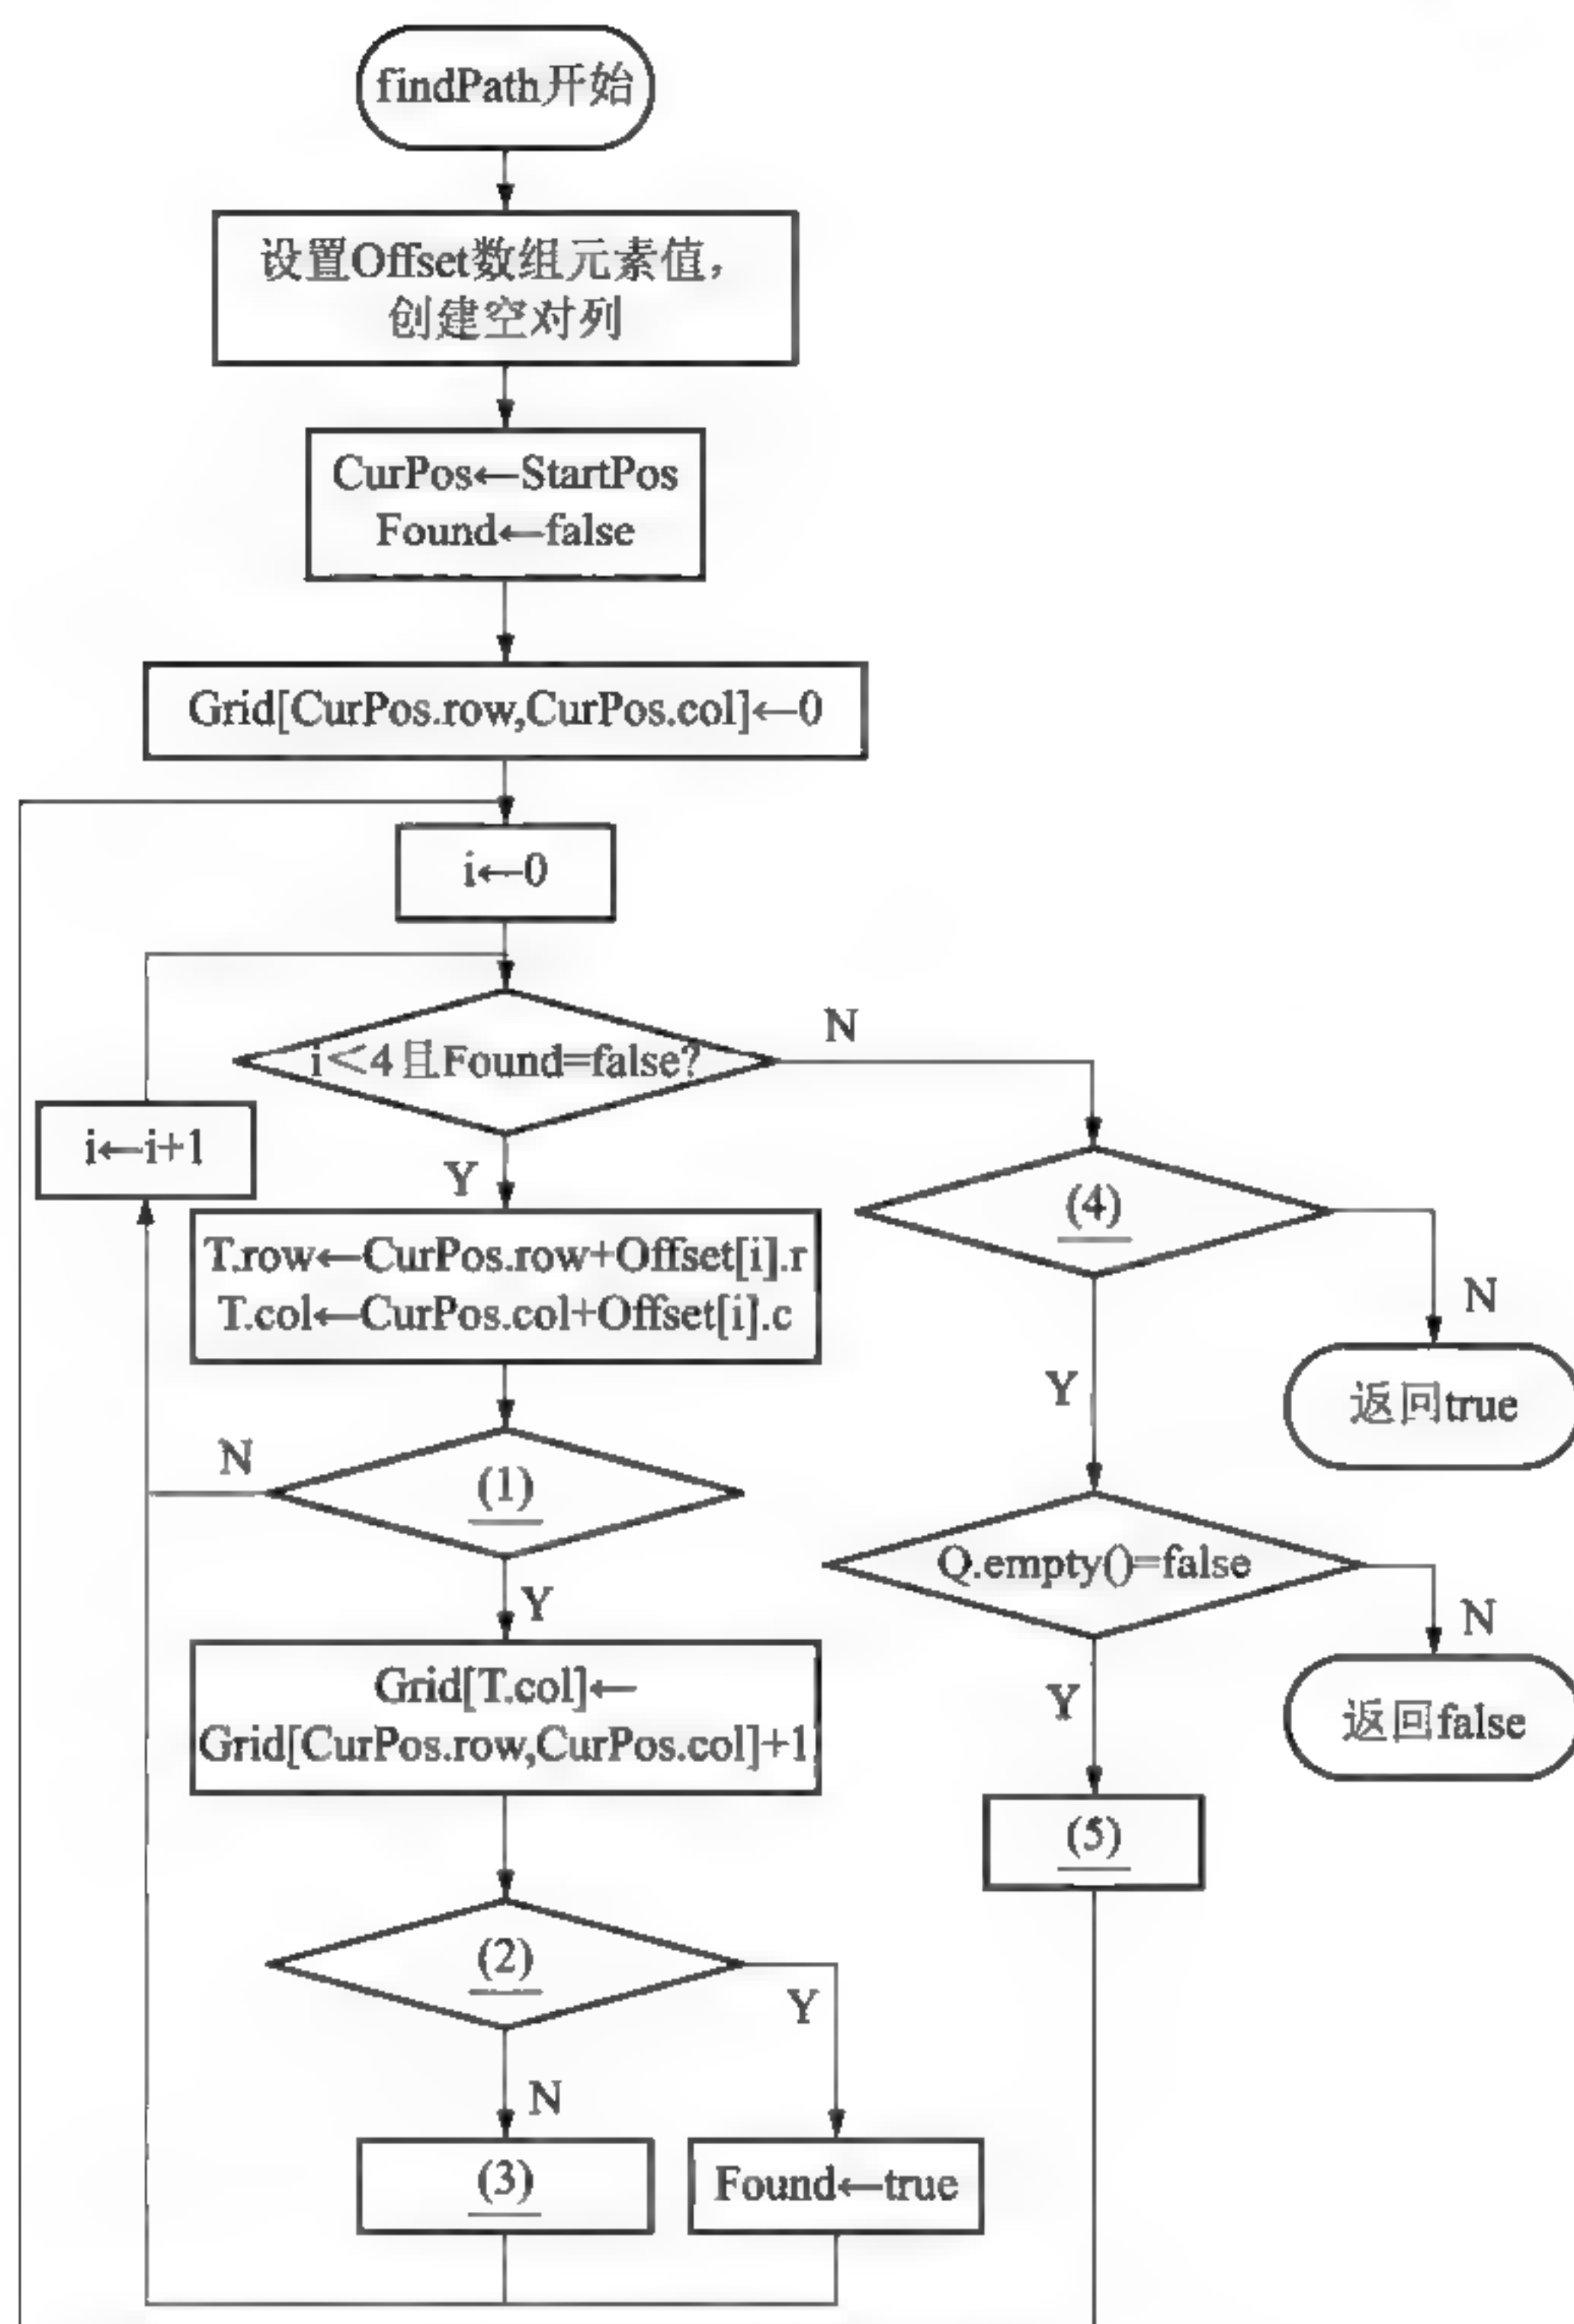 findPath开始
设置Offset数组元素值，
创建空对列
CurPos←StartPos
Found←false
Grid[CurPos.row,CurPos.col]←0
i←0
i＜4且Found=false?
N
i←i+1
Y
T.row←CurPos.row+Offset[i].r
T.col←CurPos.col+Offset[i].c
(4)
N
Y
返回true
N
(1)
Y
Q.empty()=false
N
Grid[T.col]←
Grid[CurPos.row,CurPos.col]+1
Y
返回false
(5)
(2)
Y
N
(3)
Found←true